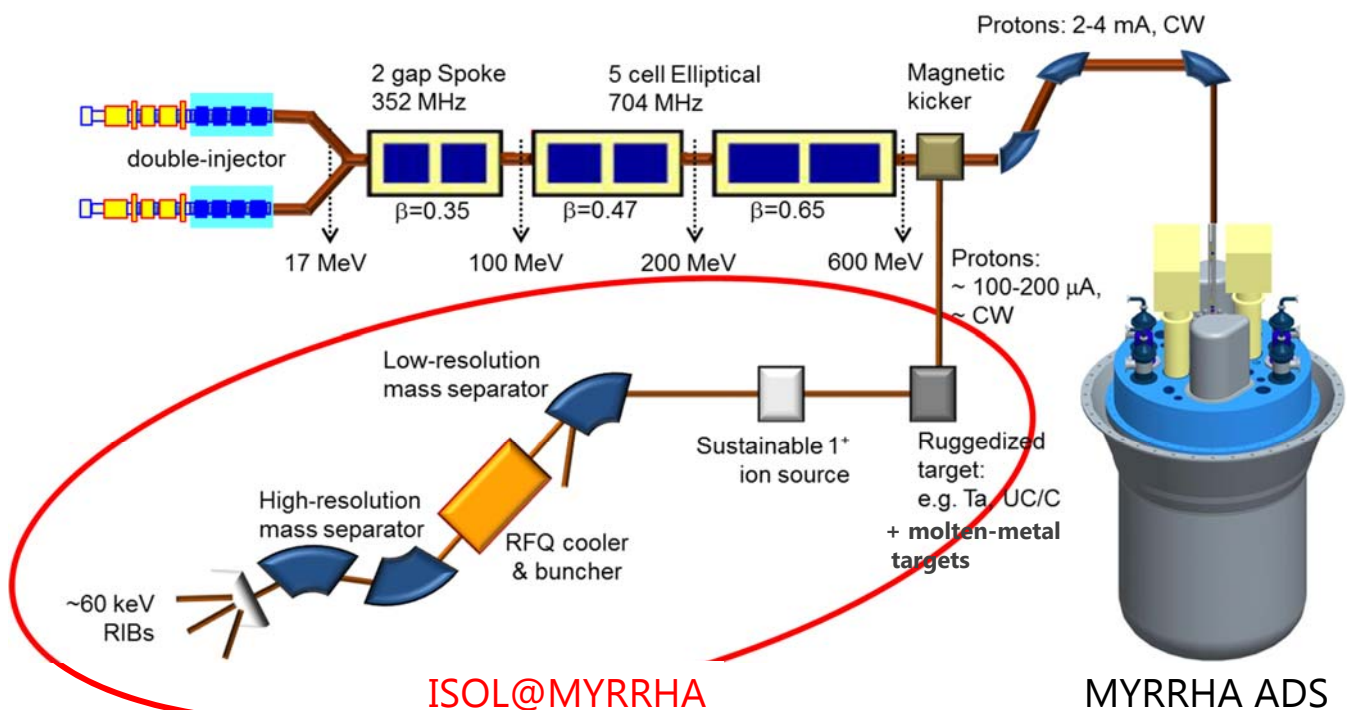 Protons: 2-4 mA, CW
2 gap Spoke
352 MHz
5 cell Elliptical
704 MHz
Magnetic
kicker
double-injector
β=0.35
β=0.47
β=0.65
17 MeV
100 MeV
200 MeV
600 MeV
Protons:
~ 100-200 μA,
~ CW
Low-resolution
mass separator
Sustainable 1⁺
ion source
Ruggedized
target:
e.g. Ta, UC/C
+ molten-metal
targets
High-resolution
mass separator
RFQ cooler
& buncher
~60 keV
RIBs
ISOL@MYRRHA
MYRRHA ADS